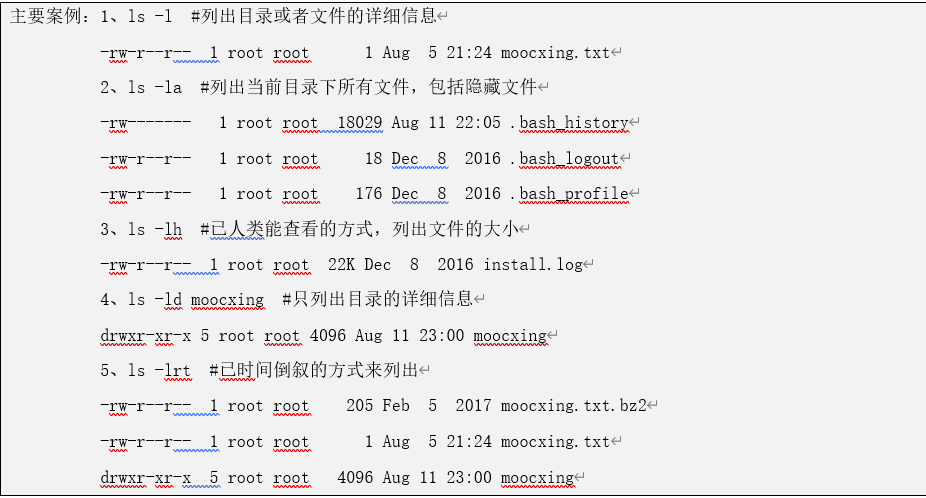 主要案例：1、ls -l  #列出目录或者文件的详细信息
-rw-r--r--  1 root root      1 Aug  5 21:24 moocxing.txt
2、ls -la  #列出当前目录下所有文件，包括隐藏文件
-rw-------   1 root root  18029 Aug 11 22:05 .bash_history
-rw-r--r--   1 root root     18 Dec  8  2016 .bash_logout
-rw-r--r--   1 root root    176 Dec  8  2016 .bash_profile
3、ls -lh  #已人类能查看的方式，列出文件的大小
-rw-r--r--  1 root root  22K Dec  8  2016 install.log
4、ls -ld moocxing  #只列出目录的详细信息
drwxr-xr-x 5 root root 4096 Aug 11 23:00 moocxing
5、ls -lrt  #已时间倒叙的方式来列出
-rw-r--r--  1 root root    205 Feb  5  2017 moocxing.txt.bz2
-rw-r--r--  1 root root      1 Aug  5 21:24 moocxing.txt
drwxr-xr-x  5 root root   4096 Aug 11 23:00 moocxing